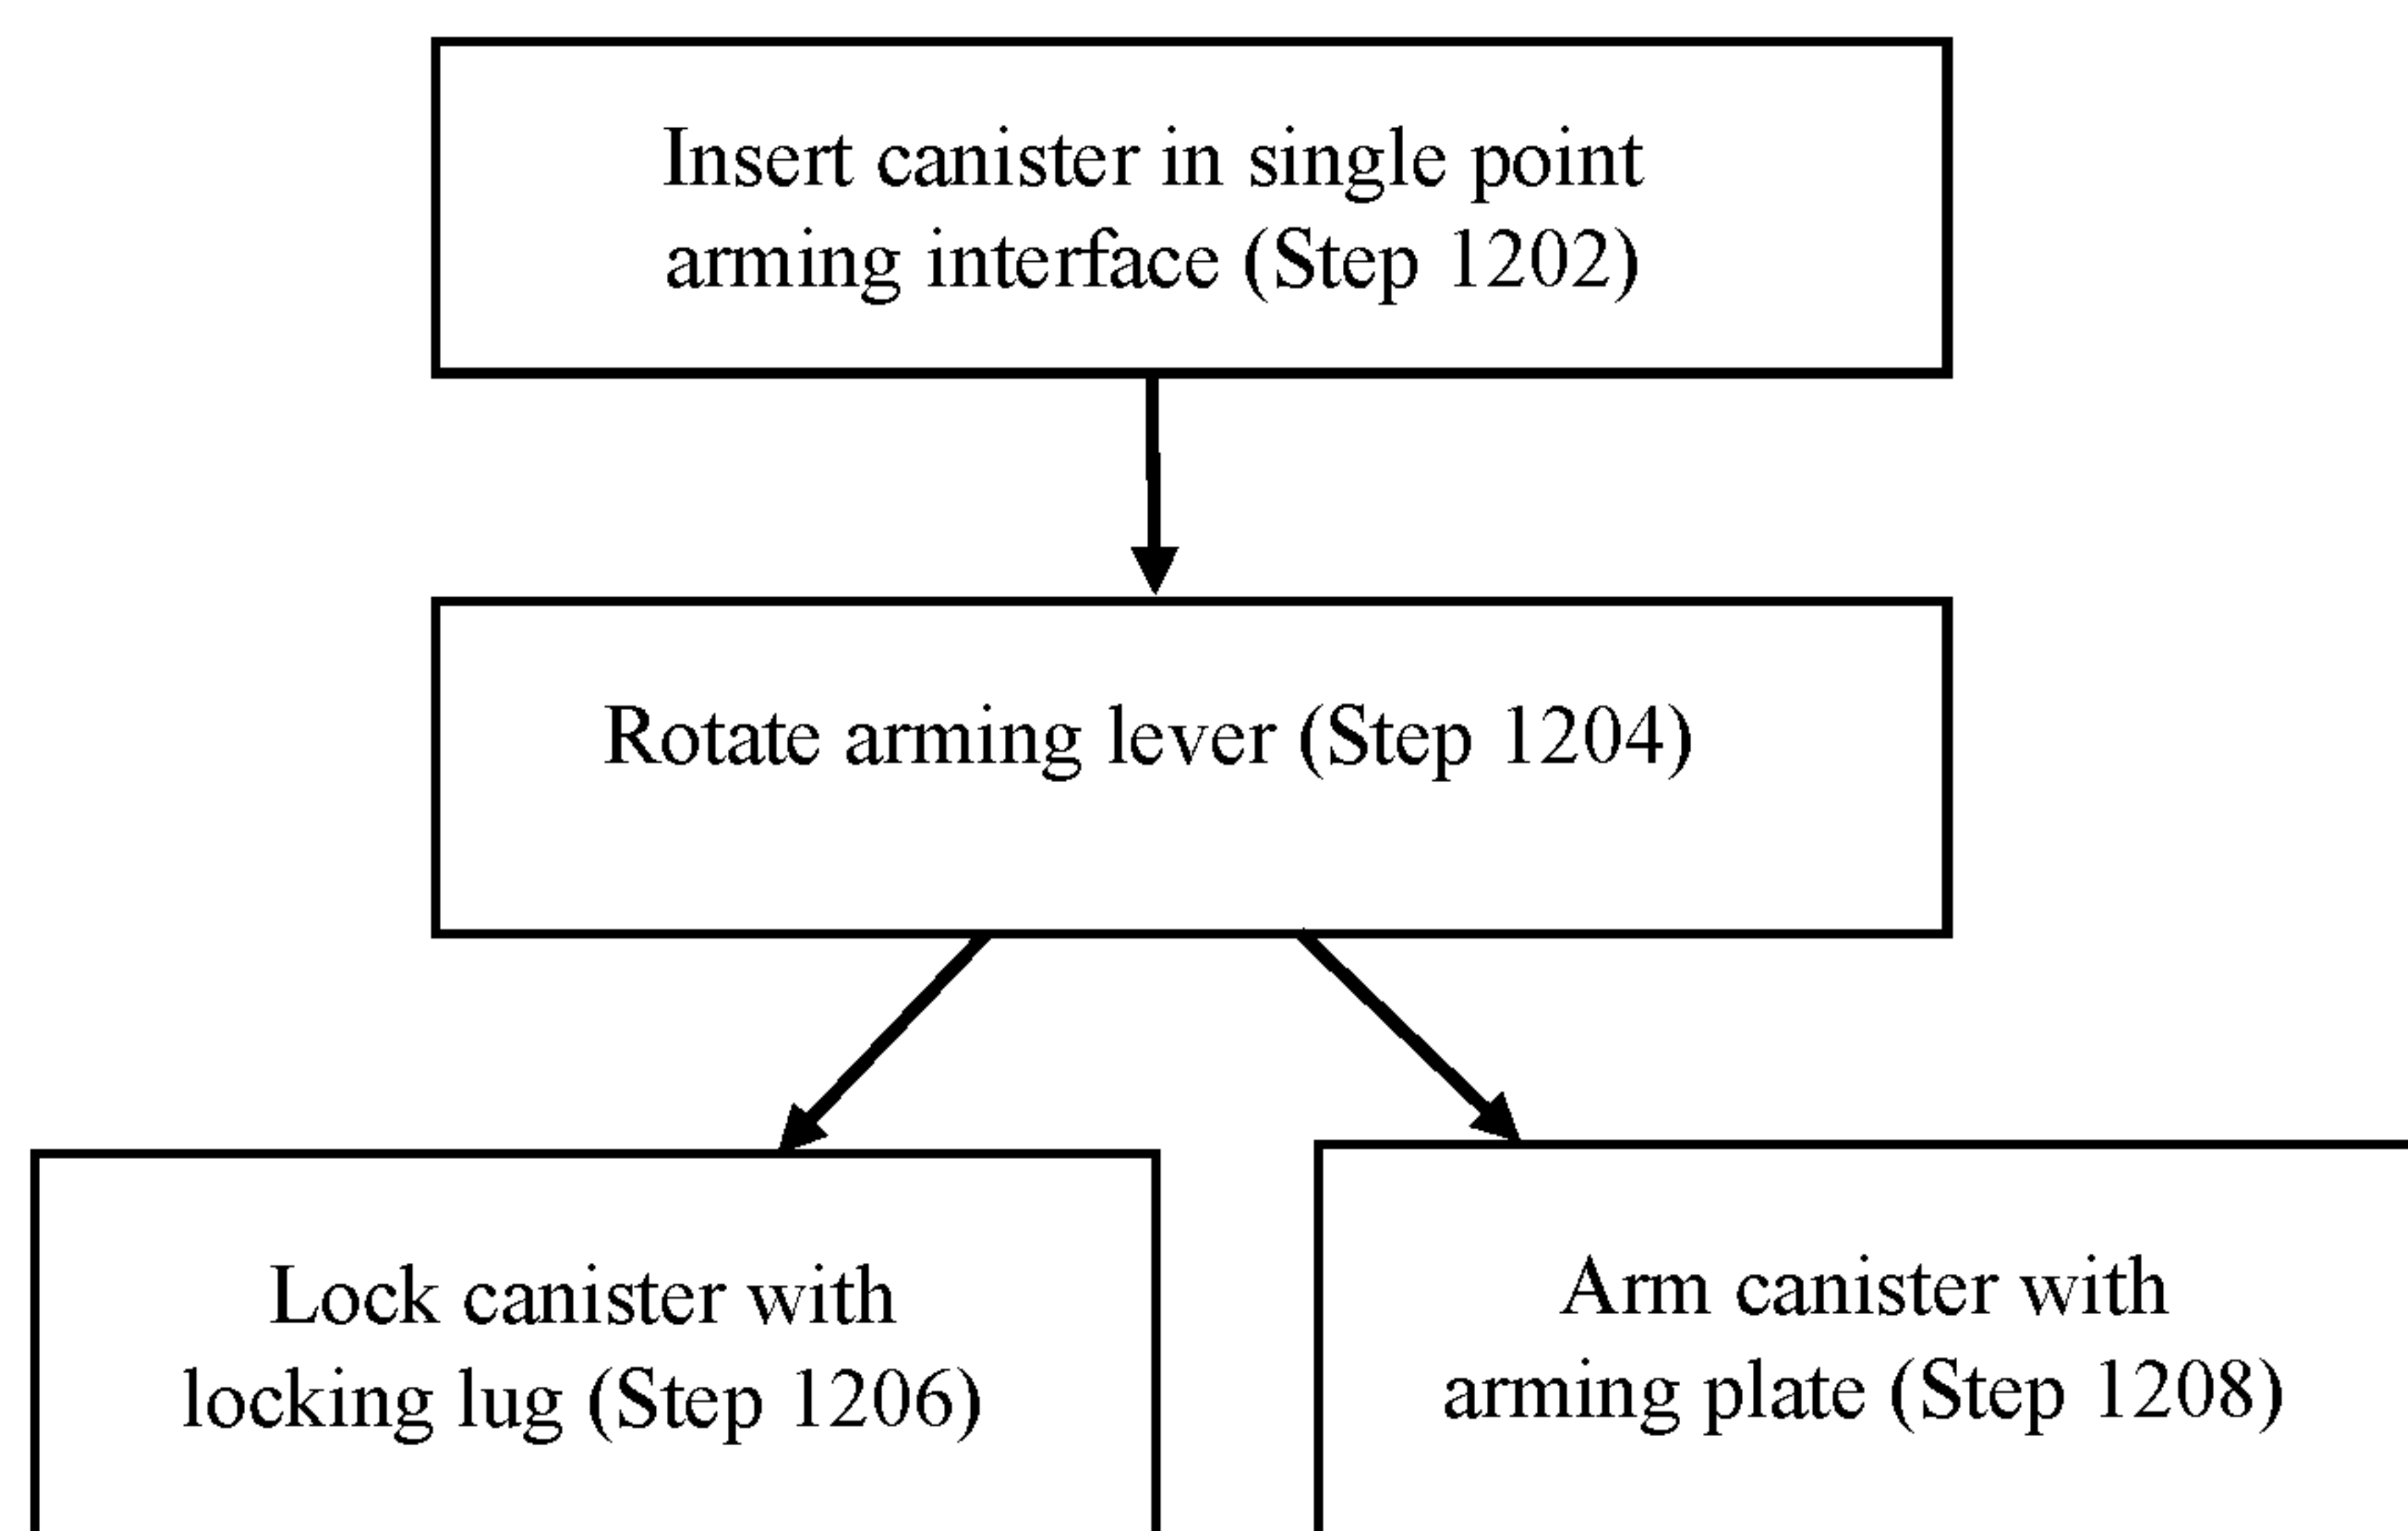 Insert canister in single point
arming interface (Step 1202)
Rotate arming lever (Step 1204)
Lock canister with
locking lug (Step 1206)
Arm canister with
arming plate (Step 1208)